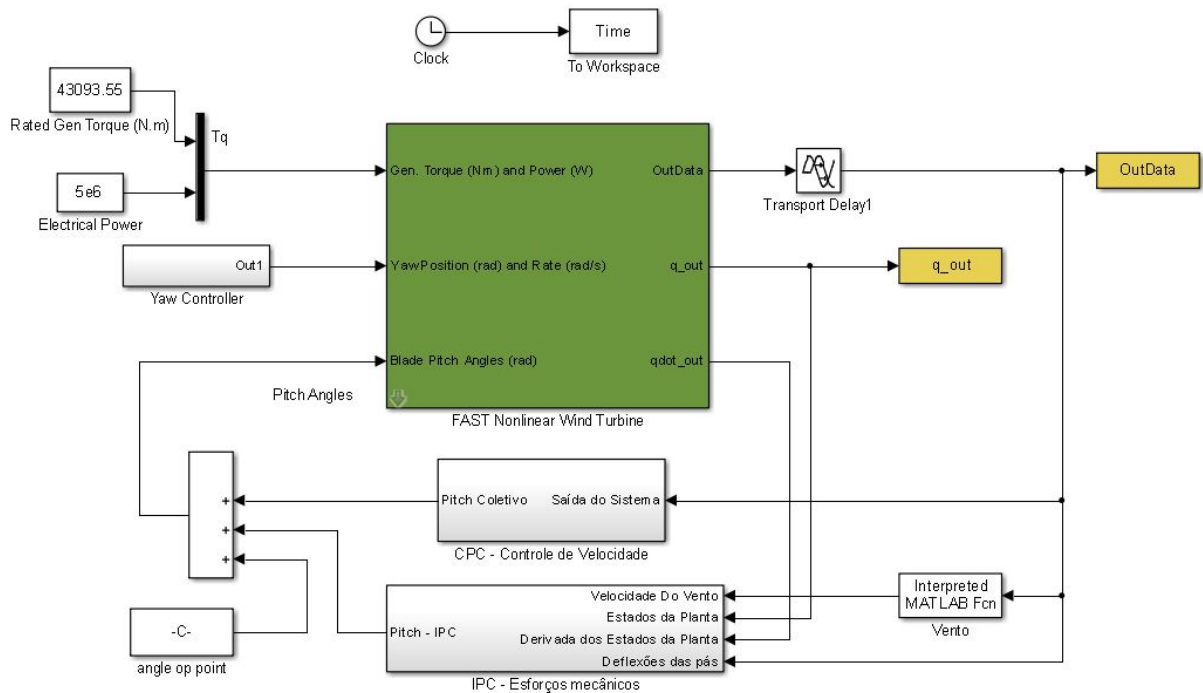 Time
Clock
To Workspace
43093.55
Rated Gen Torque (N.m)
Tq
5e6
Electrical Power
Gen. Torque (Nm) and Power (W)
OutData
Transport Delay1
OutData
Out1
Yaw Controller
YawPosition (rad) and Rate (rad/s)
q_out
q_out
Blade Pitch Angles (rad)
qdot_out
Pitch Angles
FAST Nonlinear Wind Turbine
+
+
+
Pitch Coletivo
Saída do Sistema
CPC - Controle de Velocidade
Interpreted
MATLAB Fcn
Vento
Velocidade Do Vento
Estados da Planta
Pitch - IPC
Derivada dos Estados da Planta
Deflexões das pás
IPC - Esforços mecânicos
-C-
angle op point